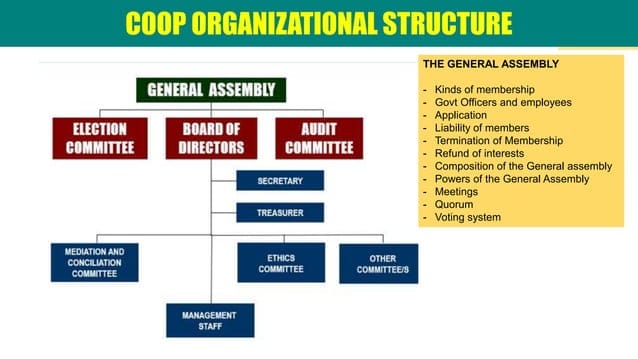 COOP ORGANIZATIONAL STRUCTURE
GENERAL ASSEMBLY
ELECTION
COMMITTEE
BOARD OF
DIRECTORS
AUDIT
COMMITTEE
SECRETARY
TREASURER
MEDIATION AND
CONCILIATION
COMMITTEE
ETHICS
COMMITTEE
OTHER
COMMITTEE/S
MANAGEMENT
STAFF
THE GENERAL ASSEMBLY
- Kinds of membership
- Govt Officers and employees
- Application
- Liability of members
- Termination of Membership
- Refund of interests
- Composition of the General assembly
- Powers of the General Assembly
- Meetings
- Quorum
- Voting system